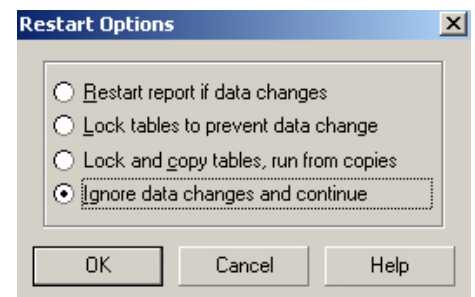 Restart Options
Restart report if data changes
Lock tables to prevent data change
Lock and copy tables, run from copies
Ignore data changes and continue
OK
Cancel
Help